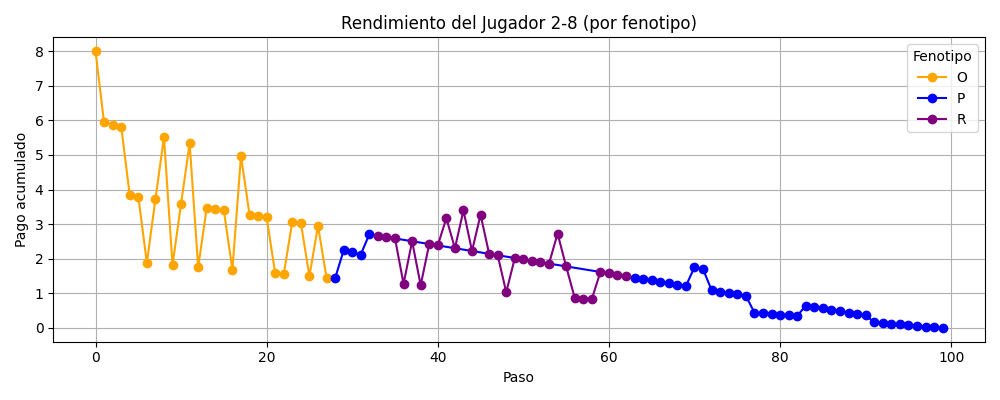 Rendimiento del Jugador 2-8 (por fenotipo)
Pago acumulado
8
7
6
5
4
3
2
1
0
Fenotipo
O
P
R
0 20 40 60 80 100
Paso